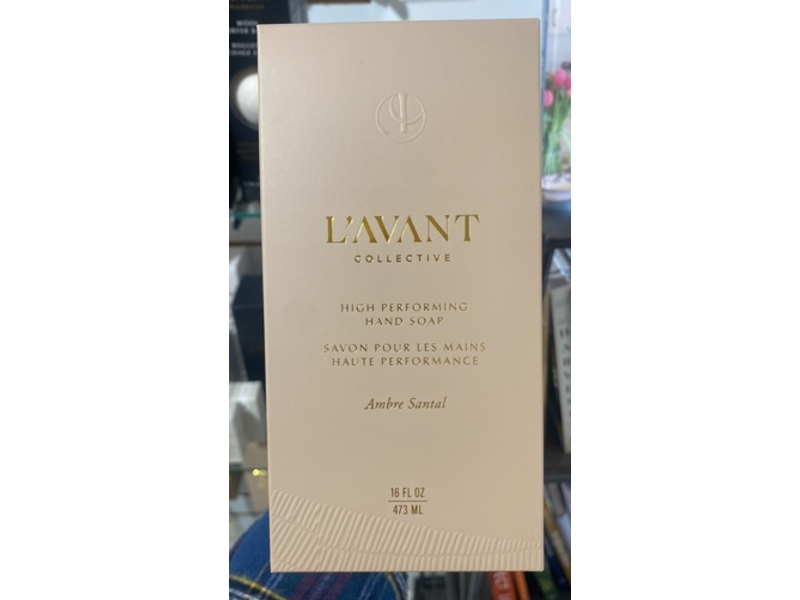 L'AVANT
COLLECTIVE
HIGH PERFORMING
HAND SOAP
SAVON POUR LES MAINS
HAUTE PERFORMANCE
Ambre Santal
16 FL OZ
473 ML